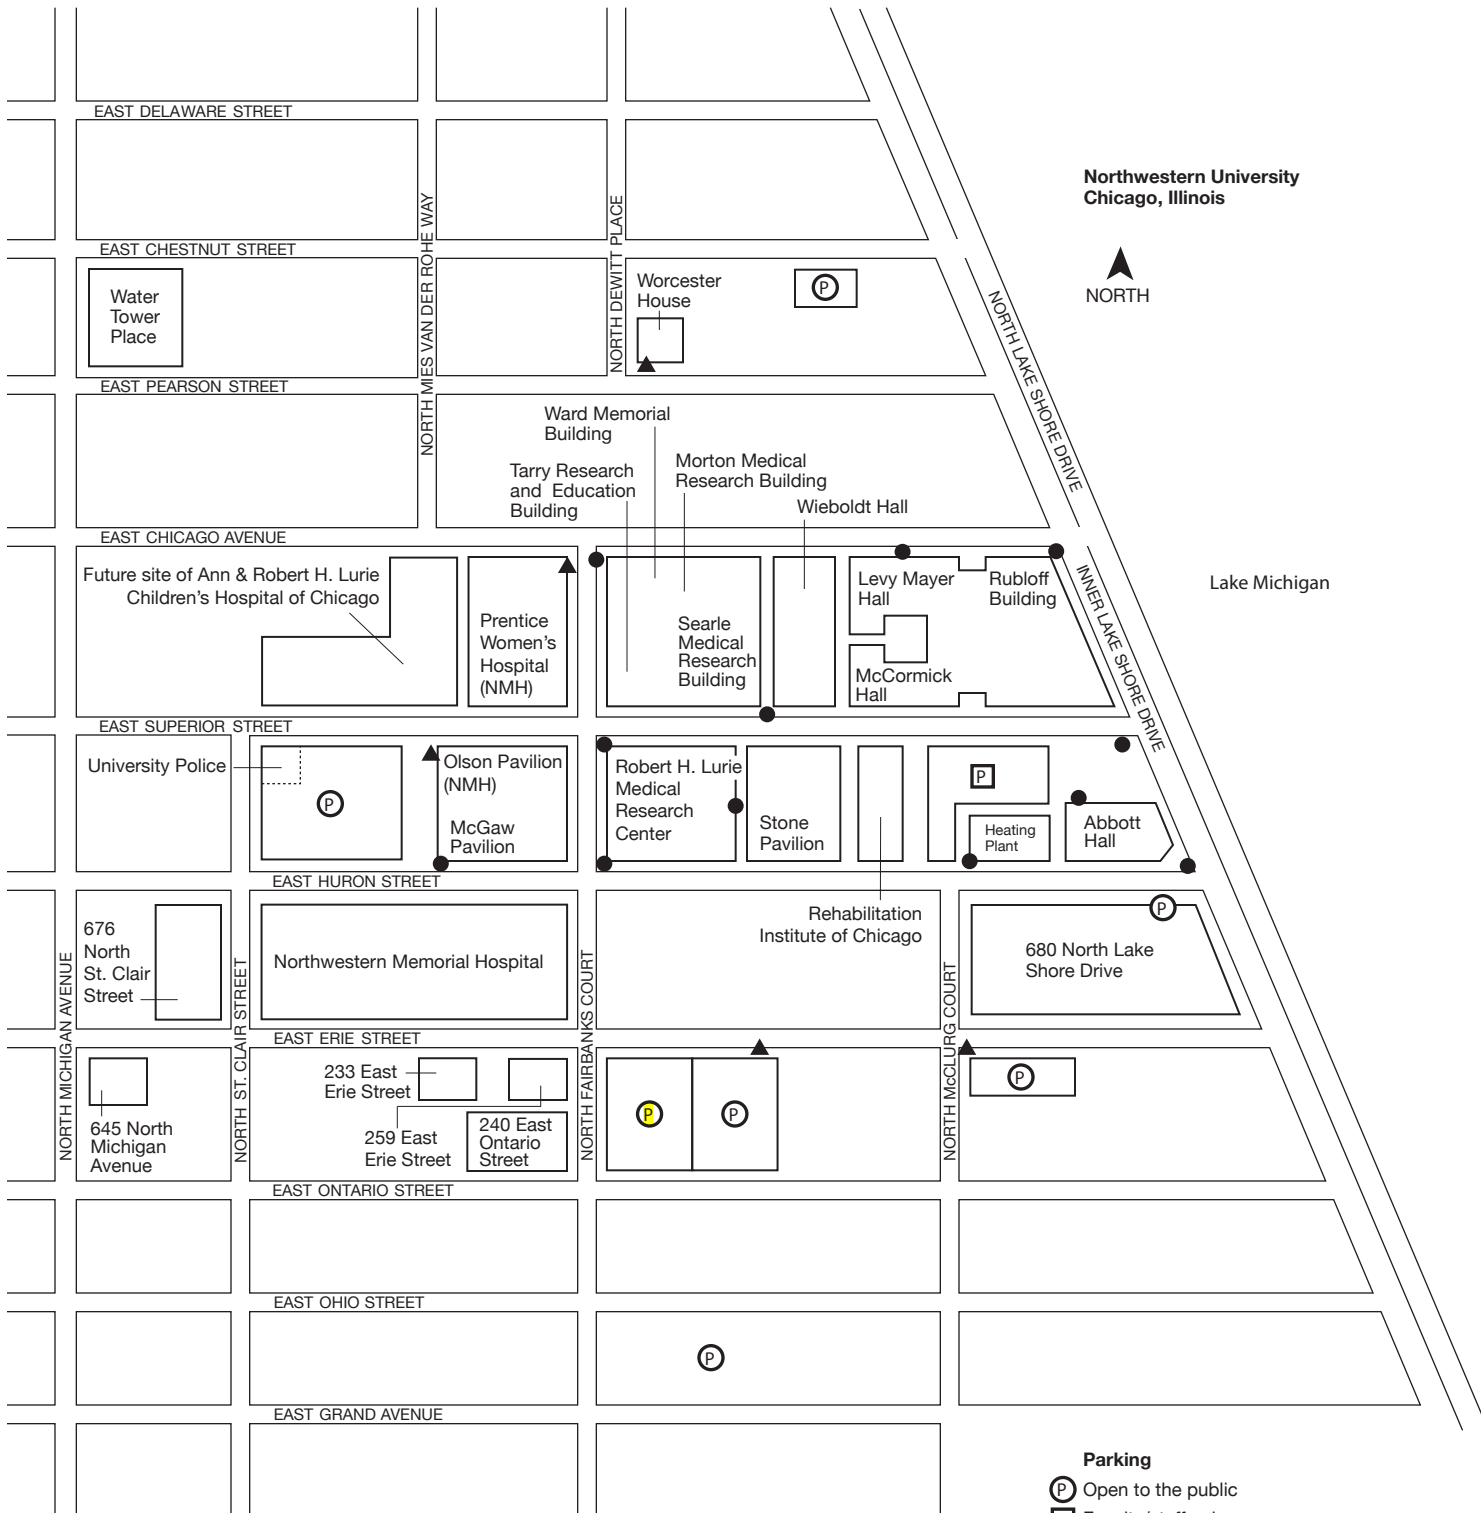 EAST DELAWARE STREET
Northwestern University
Chicago, Illinois
NORTH
EAST CHESTNUT STREET
NORTH MIES VAN DER ROHE WAY
NORTH DEWITT PLACE
Water
Tower
Place
Worcester
House
P
NORTH LAKE SHORE DRIVE
EAST PEARSON STREET
Ward Memorial
Building
Tarry Research
and Education
Building
Morton Medical
Research Building
Wieboldt Hall
EAST CHICAGO AVENUE
Future site of Ann & Robert H. Lurie
Children's Hospital of Chicago
Prentice
Women's
Hospital
(NMH)
Searle
Medical
Research
Building
Levy Mayer
Hall
Rubloff
Building
McCormick
Hall
INNER LAKE SHORE DRIVE
Lake Michigan
EAST SUPERIOR STREET
University Police
P
Olson Pavilion
(NMH)
McGaw
Pavilion
Robert H. Lurie
Medical
Research
Center
Stone
Pavilion
P
Heating
Plant
Abbott
Hall
EAST HURON STREET
676
North
St. Clair
Street
Northwestern Memorial Hospital
Rehabilitation
Institute of Chicago
P
680 North Lake
Shore Drive
NORTH MICHIGAN AVENUE
NORTH ST. CLAIR STREET
NORTH FAIRBANKS COURT
NORTH McCLURG COURT
EAST ERIE STREET
645 North
Michigan
Avenue
233 East
Erie Street
259 East
Erie Street
240 East
Ontario
Street
P
P
P
EAST ONTARIO STREET
EAST OHIO STREET
P
EAST GRAND AVENUE
Parking
P Open to the public